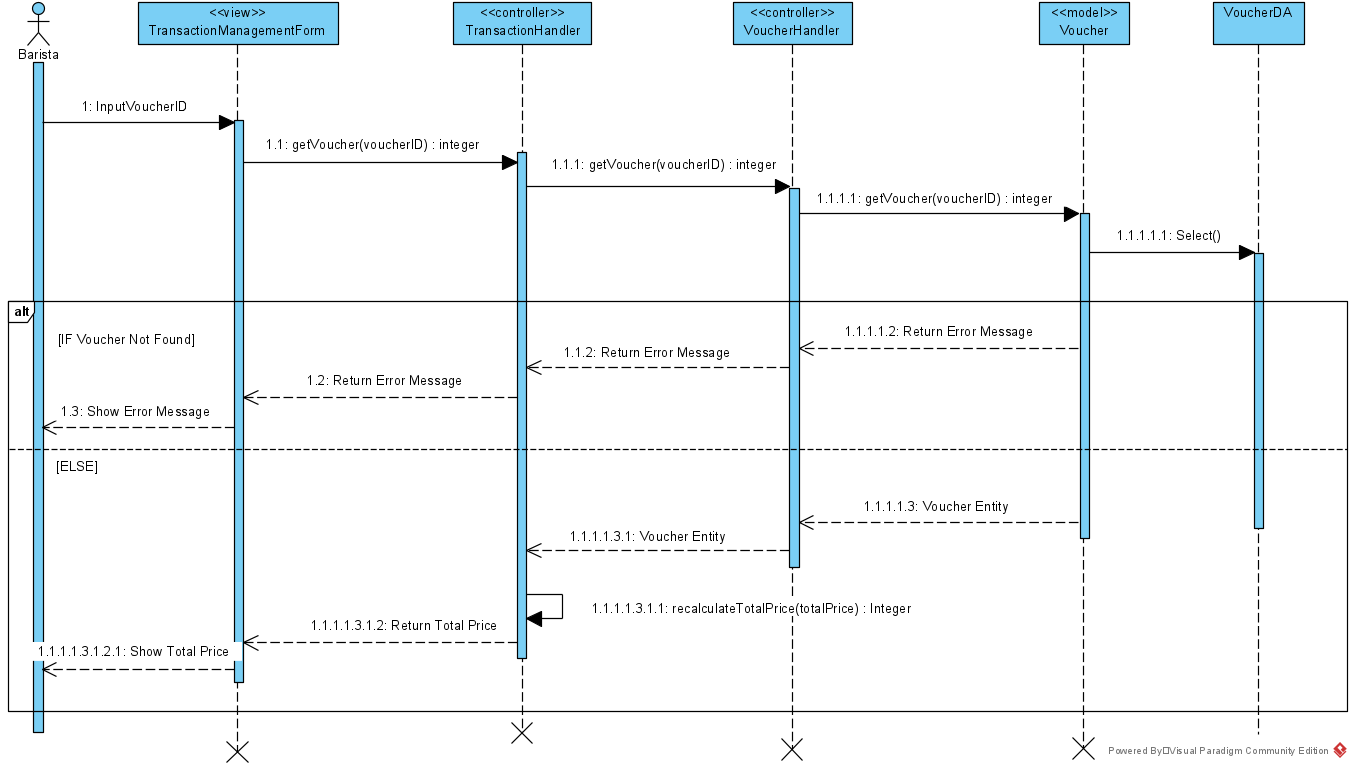 <<view>>
TransactionManagementForm
<<controller>>
TransactionHandler
<<controller>>
VoucherHandler
<<model>>
Voucher
VoucherDA
Barista
1: InputVoucherID
1.1: getVoucher(voucherID) : integer
1.1.1: getVoucher(voucherID) : integer
1.1.1.1: getVoucher(voucherID) : integer
1.1.1.1.1: Select()
alt
[IF Voucher Not Found]
1.1.1.1.2: Return Error Message
1.1.2: Return Error Message
1.2: Return Error Message
1.3: Show Error Message
[ELSE]
1.1.1.1.3: Voucher Entity
1.1.1.1.3.1: Voucher Entity
1.1.1.1.3.1.1: recalculateTotalPrice(totalPrice) : Integer
1.1.1.1.3.1.2: Return Total Price
1.1.1.1.3.1.2.1: Show Total Price
Powered By Visual Paradigm Community Edition